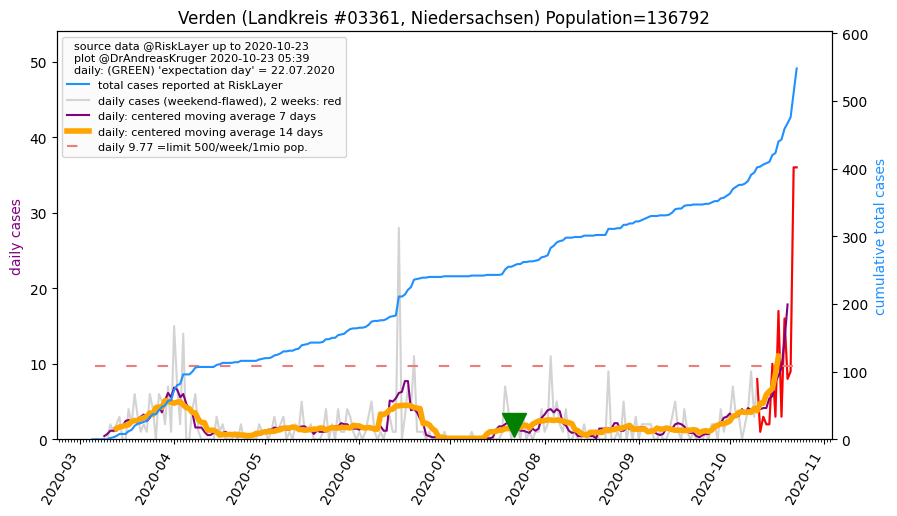 Verden (Landkreis #03361, Niedersachsen) Population=136792
source data @RiskLayer up to 2020-10-23
plot @DrAndreasKruger 2020-10-23 05:39
daily: (GREEN) 'expectation day' = 22.07.2020
total cases reported at RiskLayer
daily cases (weekend-flawed), 2 weeks: red
daily: centered moving average 7 days
daily: centered moving average 14 days
daily 9.77 =limit 500/week/1mio pop.
daily cases
50
40
30
20
10
0
cumulative total cases
600
500
400
300
200
100
0
2020-03
2020-04
2020-05
2020-06
2020-07
2020-08
2020-09
2020-10
2020-11